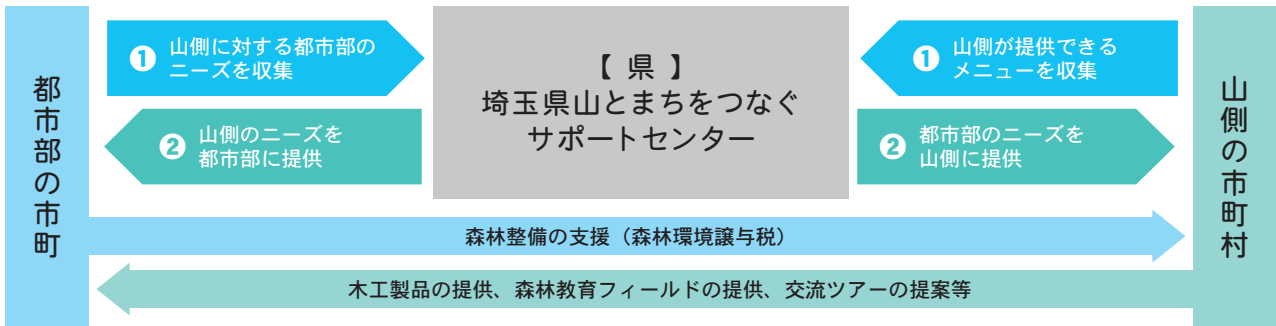 都市部の市町
❶ 山側に対する都市部の
ニーズを収集
❷ 山側のニーズを
都市部に提供
【 県 】
埼玉県山とまちをつなぐ
サポートセンター
❶ 山側が提供できる
メニューを収集
❷ 都市部のニーズを
山側に提供
山側の市町村
森林整備の支援（森林環境譲与税）
木工製品の提供、森林教育フィールドの提供、交流ツアーの提案等